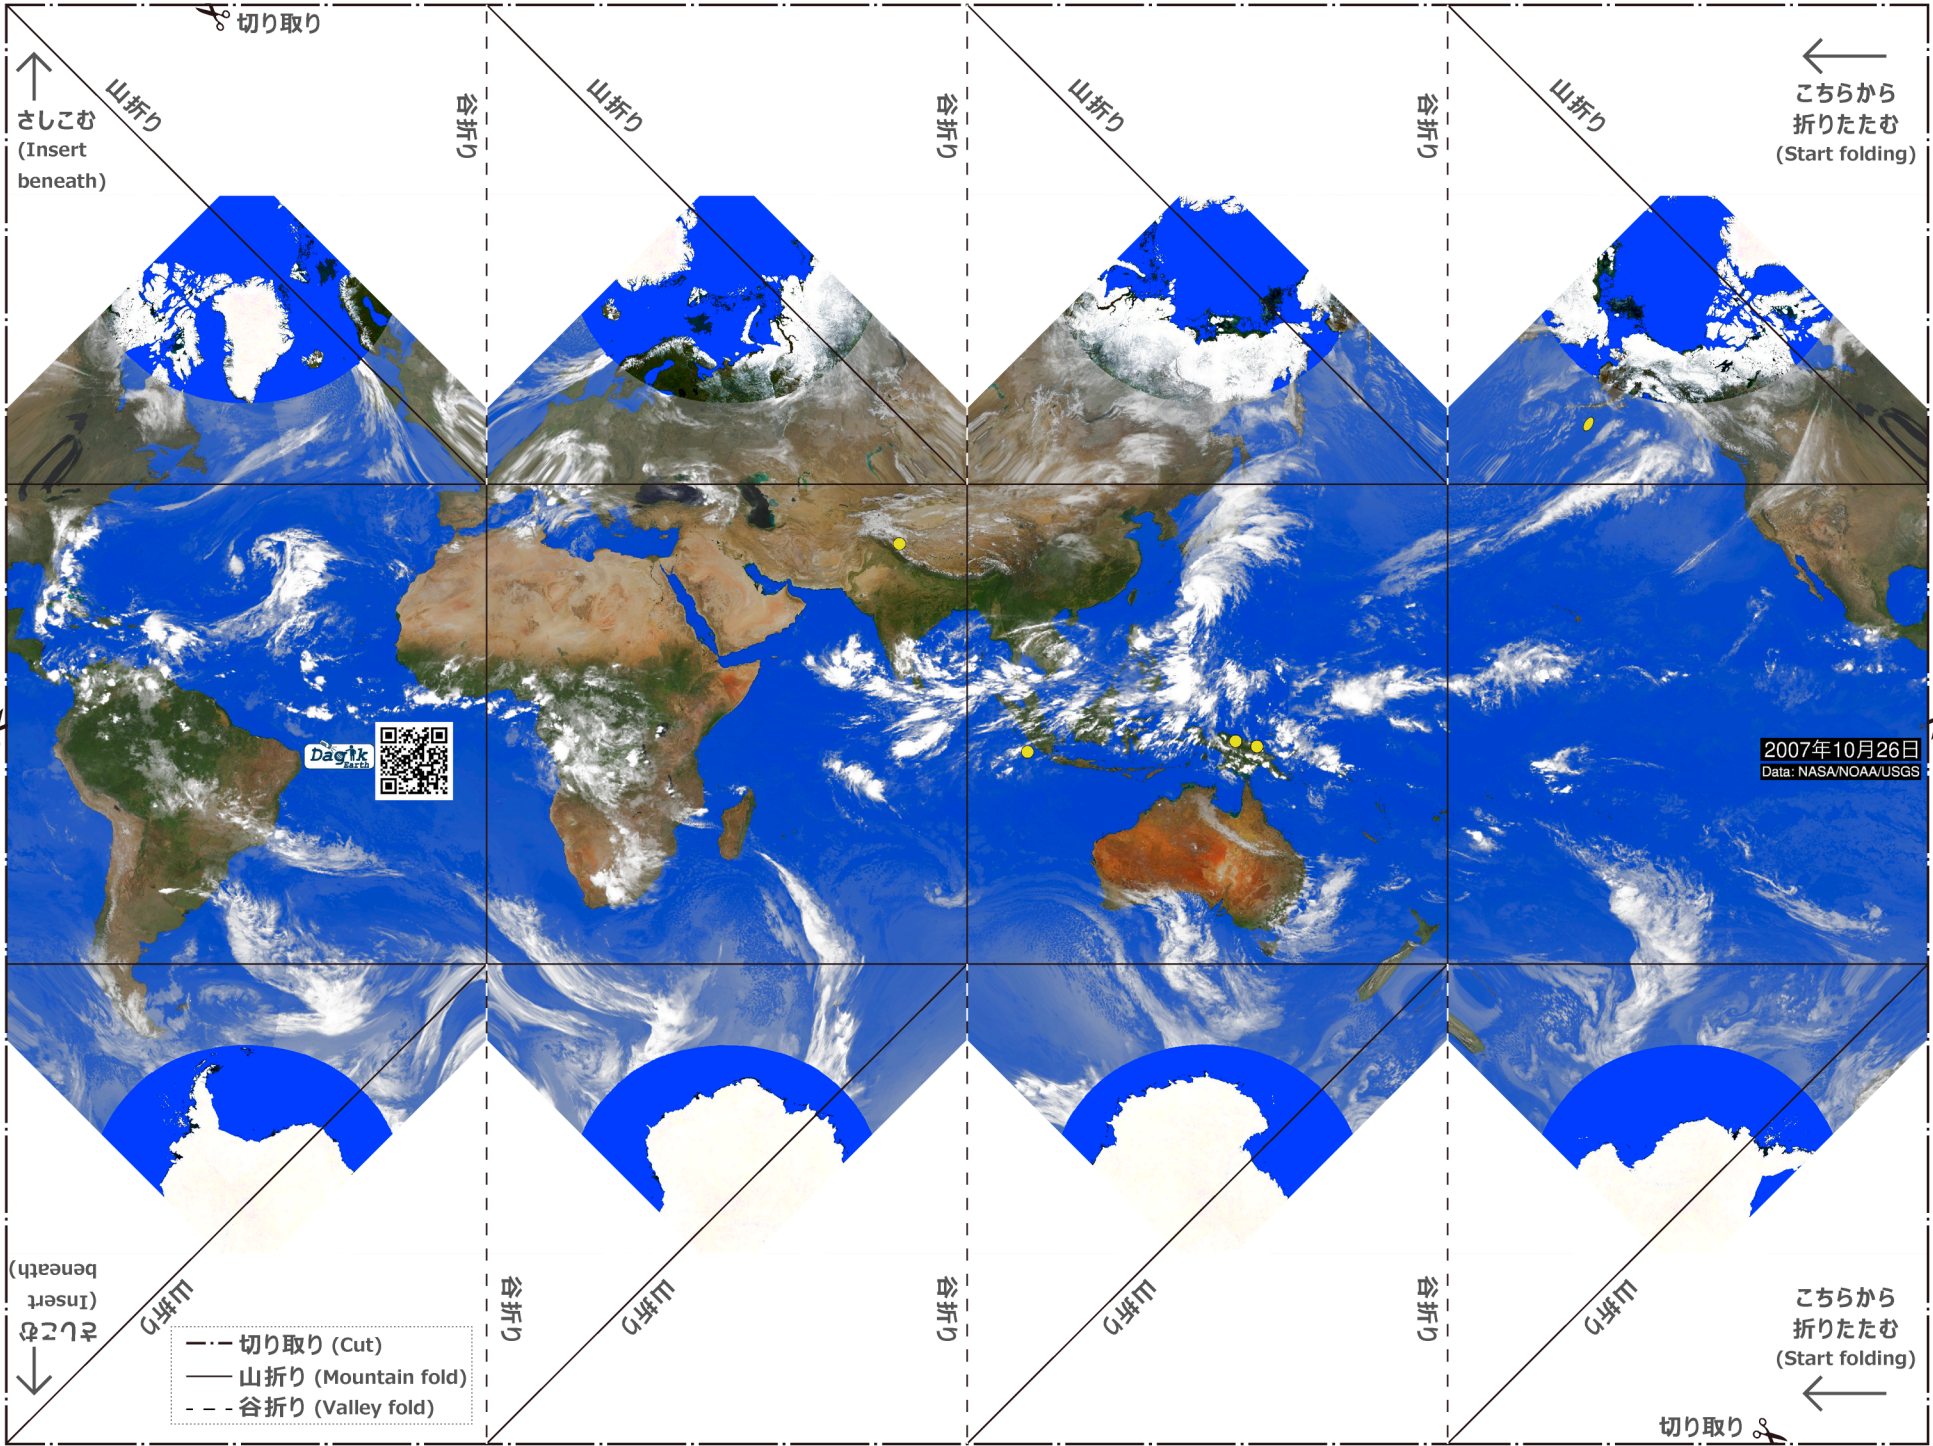 切り取り
山折り
谷折り
山折り
谷折り
山折り
谷折り
山折り
さしこむ
(Insert
beneath)
こちらから
折りたたむ
(Start folding)
Dagik
Earth
2007年10月26日
Data: NASA/NOAA/USGS
さしこむ
(Insert
beneath)
山折り
谷折り
山折り
谷折り
山折り
谷折り
山折り
切り取り (Cut)
山折り (Mountain fold)
谷折り (Valley fold)
こちらから
折りたたむ
(Start folding)
切り取り